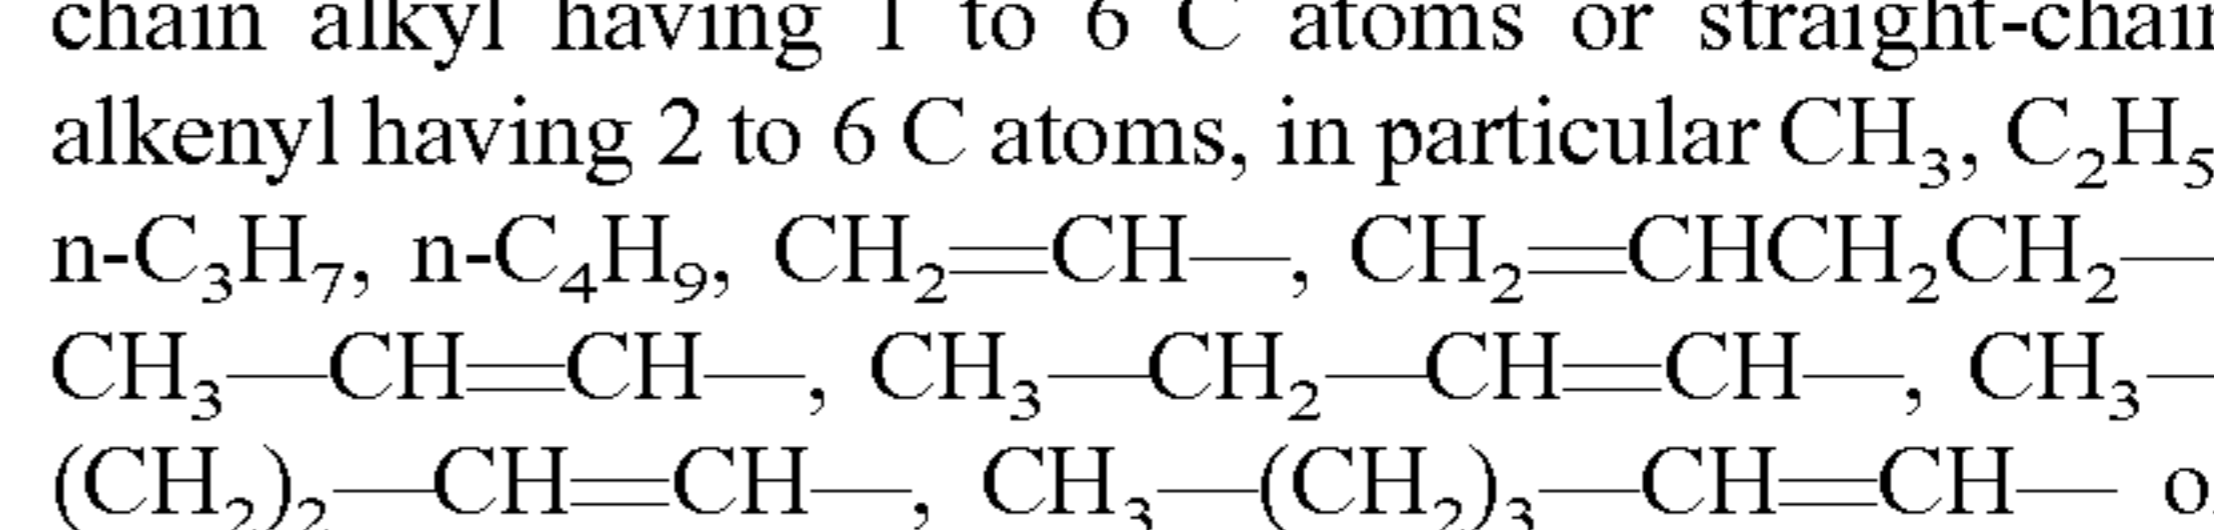 chain alkyl having 1 to 6 C atoms or straight-chain
alkenyl having 2 to 6 C atoms, in particular CH₃, C₂H₅
n-C₃H₇, n-C₄H₉, CH₂=CH—, CH₂=CHCH₂CH₂—
CH₃—CH=CH—, CH₃—CH₂—CH=CH—, CH₃—
(CH₂)₂—CH=CH—, CH₃—(CH₂)₃—CH=CH—